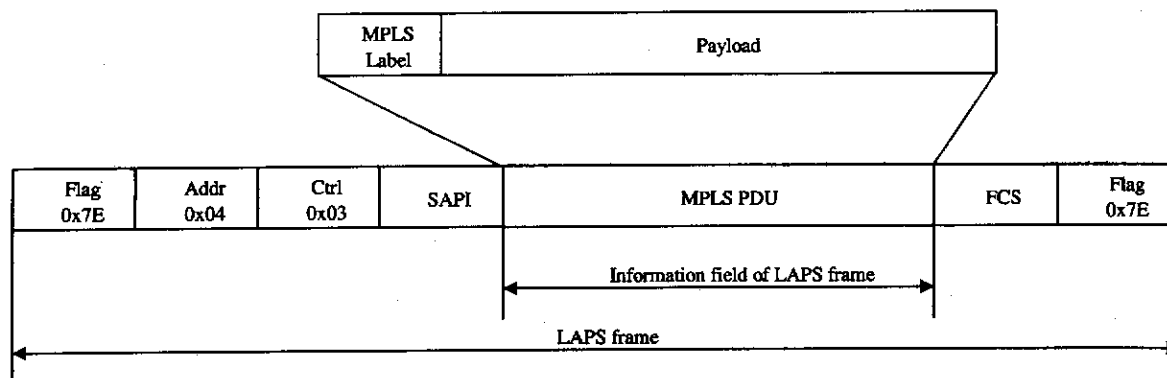 MPLS Label
Payload
Flag 0x7E
Addr 0x04
Ctrl 0x03
SAPI
MPLS PDU
FCS
Flag 0x7E
Information field of LAPS frame
LAPS frame